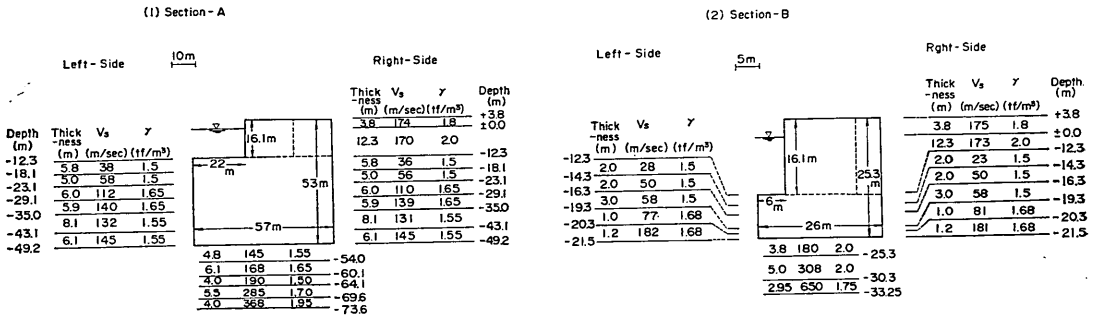 (1) Section-A
Left-Side
10m
Right-Side
Depth (m) Thick-ness (m) Vs (m/sec) γ (tf/m³)
-12.3
5.8 38 1.5
-18.1
5.0 58 1.5
-23.1
6.0 112 1.65
-29.1
5.9 140 1.65
-35.0
8.1 132 1.55
-43.1
6.1 145 1.55
-49.2
16.1m
22m
53m
57m
Thick-ness (m) Vs (m/sec) γ (tf/m³) Depth (m)
+3.8
3.8 174 1.8
±0.0
12.3 170 2.0
-12.3
5.8 36 1.5
-18.1
5.0 56 1.5
-23.1
6.0 110 1.65
-29.1
5.9 139 1.65
-35.0
8.1 131 1.55
-43.1
6.1 145 1.55
-49.2
4.8 145 1.55
-54.0
6.1 168 1.65
-60.1
4.0 190 1.50
-64.1
5.5 285 1.70
-69.6
4.0 368 1.95
-73.6
(2) Section-B
Left-Side
5m
Rght-Side
Thick-ness (m) Vs (m/sec) γ (tf/m³)
-12.3
2.0 28 1.5
-14.3
2.0 50 1.5
-16.3
3.0 58 1.5
-19.3
1.0 77 1.68
-20.3
1.2 182 1.68
-21.5
16.1m
6m
25.3m
26m
Thick-ness (m) Vs (m/sec) γ (tf/m³) Depth. (m)
+3.8
3.8 175 1.8
±0.0
12.3 173 2.0
-12.3
2.0 23 1.5
-14.3
2.0 50 1.5
-16.3
3.0 58 1.5
-19.3
1.0 81 1.68
-20.3
1.2 181 1.68
-21.5
3.8 180 2.0
-25.3
5.0 308 2.0
-30.3
2.95 650 1.75
-33.25